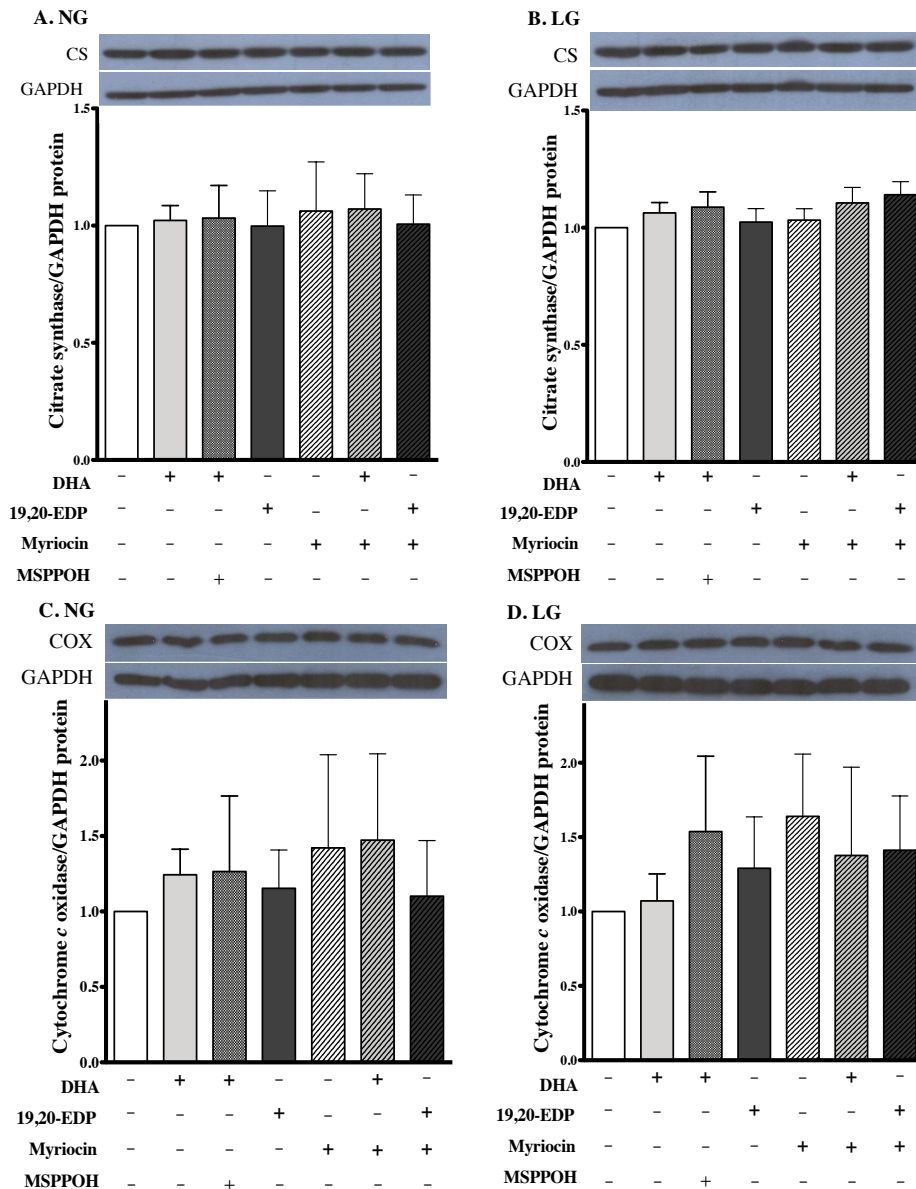 A. NG
CS
GAPDH
Citrate synthase/GAPDH protein
1.5
1.0
0.5
0.0
DHA − + + − − + −
19,20-EDP − − − + − − +
Myriocin − − − − + + +
MSPPOH − − + − − − −
B. LG
CS
GAPDH
Citrate synthase/GAPDH protein
1.5
1.0
0.5
0.0
DHA − + + − − + −
19,20-EDP − − − + − − +
Myriocin − − − − + + +
MSPPOH − − + − − − −
C. NG
COX
GAPDH
Cytochrome c oxidase/GAPDH protein
2.0
1.5
1.0
0.5
0.0
DHA − + + − − + −
19,20-EDP − − − + − − +
Myriocin − − − − + + +
MSPPOH − − + − − − −
D. LG
COX
GAPDH
Cytochrome c oxidase/GAPDH protein
2.0
1.5
1.0
0.5
0.0
DHA − + + − − + −
19,20-EDP − − − + − − +
Myriocin − − − − + + +
MSPPOH − − + − − − −